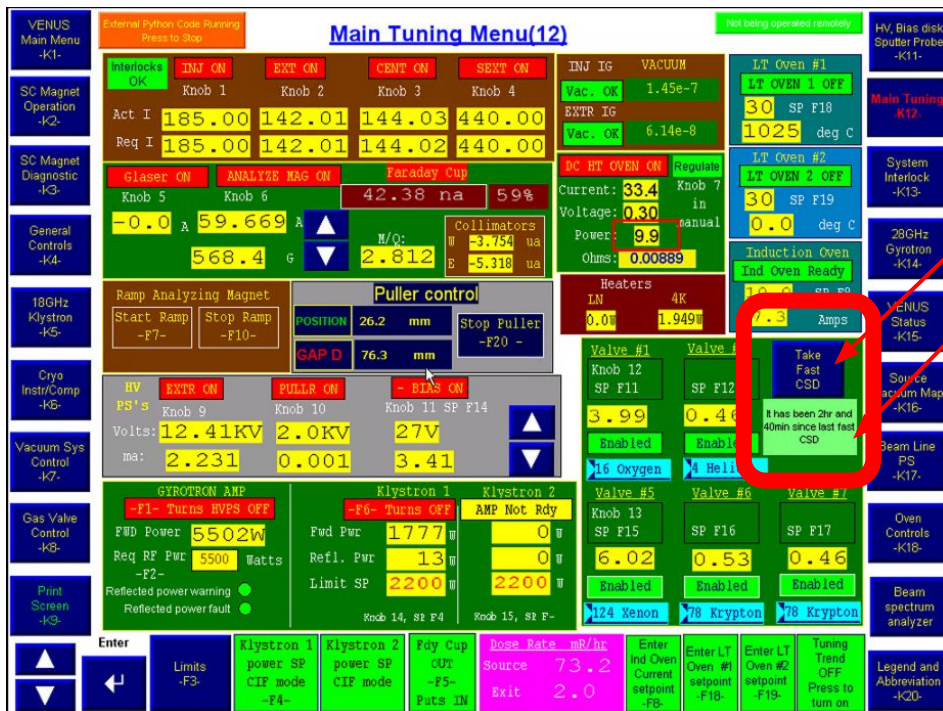 VENUS
Main Menu
-K1-
SC Magnet
Operation
-K2-
SC Magnet
Diagnostic
-K3-
General
Controls
-K4-
18GHz
Klystron
-K5-
Cryo
Instr/Comp
-K6-
Vacuum Sys
Control
-K7-
Gas Valve
Control
-K8-
Print
Screen
-K9-
External Python Code Running
Press to Stop
Main Tuning Menu(12)
Not being operated remotely
Interlocks
OK
INJ ON EXT ON CENT ON SEXT ON
Knob 1 Knob 2 Knob 3 Knob 4
Act I 185.00 142.01 144.03 440.00
Req I 185.00 142.01 144.02 440.00
Glaser ON ANALYZE MAG ON Faraday Cup
Knob 5 Knob 6 42.38 na 59%
-0.0 A 59.669 A
568.4 G
M/Q:
2.812
Collimators
W -3.754 ua
E -5.318 ua
Ramp Analyzing Magnet
Start Ramp
-F7-
Stop Ramp
-F10-
Puller control
POSITION 26.2 mm
GAP D 76.3 mm
Stop Puller
-F20 -
HV
PS's
EXTR ON PULLR ON - BIAS ON
Knob 9 Knob 10 Knob 11 SP F14
Volts: 12.41KV 2.0KV 27V
ma: 2.231 0.001 3.41
GYROTRON AMP
-F1- Turns HVPS OFF
FWD Power 5502W
Req RF Pwr 5500 Watts
-F2-
Reflected power warning
Reflected power fault
Klystron 1 Klystron 2
-F6- Turns OFF AMP Not Rdy
Fwd Pwr 1777 W 0 W
Refl. Pwr 13 W 0 W
Limit SP 2200 W 2200 W
Knob 14, SP F4 Knob 15, SP F-
INJ IG VACUUM
Vac. OK 1.45e-7
EXTR IG
Vac. OK 6.14e-8
DC HT OVEN ON Regulate
Current: 33.4
Voltage: 0.30
Power: 9.9
Ohms: 0.00889
Knob 7
in
manual
Heaters
LN 4K
0.0W 1.949W
LT Oven #1
LT OVEN 1 OFF
30 SP F18
1025 deg C
LT Oven #2
LT OVEN 2 OFF
30 SP F19
0.0 deg C
Induction Oven
Ind Oven Ready
SP F8
7.3 Amps
Valve #1
Knob 12
SP F11
3.99
Enabled
16 Oxygen
Valve
SP F12
Take
Fast
CSD
It has been 2hr and
40min since last fast
CSD
Valve #5 Valve #6 Valve #7
Knob 13
SP F15 SP F16 SP F17
6.02 0.53 0.46
Enabled Enabled Enabled
124 Xenon 78 Krypton 78 Krypton
HV, Bias disk
Sputter Probe
-K11-
Main Tuning
-K12-
System
Interlock
-K13-
28GHz
Gyrotron
-K14-
VENUS
Status
-K15-
Source
Map
-K16-
Beam Line
PS
-K17-
Oven
Controls
-K18-
Beam
spectrum
analyzer
Legend and
Abbreviation
-K20-
Enter
Limits
-F3-
Klystron 1
power SP
CIF mode
-F4-
Klystron 2
power SP
CIF mode
Fdy Cup
OUT
-F5-
Puts IN
Dose Rate mR/hr
Source 73.2
Exit 2.0
Enter
Ind Oven
Current
setpoint
-F8-
Enter LT
Oven #1
setpoint
-F18-
Enter LT
Oven #2
setpoint
-F19-
Tuning
Trend
OFF
Press to
turn on